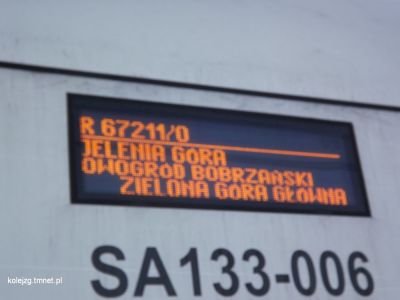 R 67211/0
JELENIA GÓRA
OWOGRÓD BOBRZAŃSKI
ZIELONA GÓRA GŁÓWNA
SA133-006
kolejzg.tmnet.pl